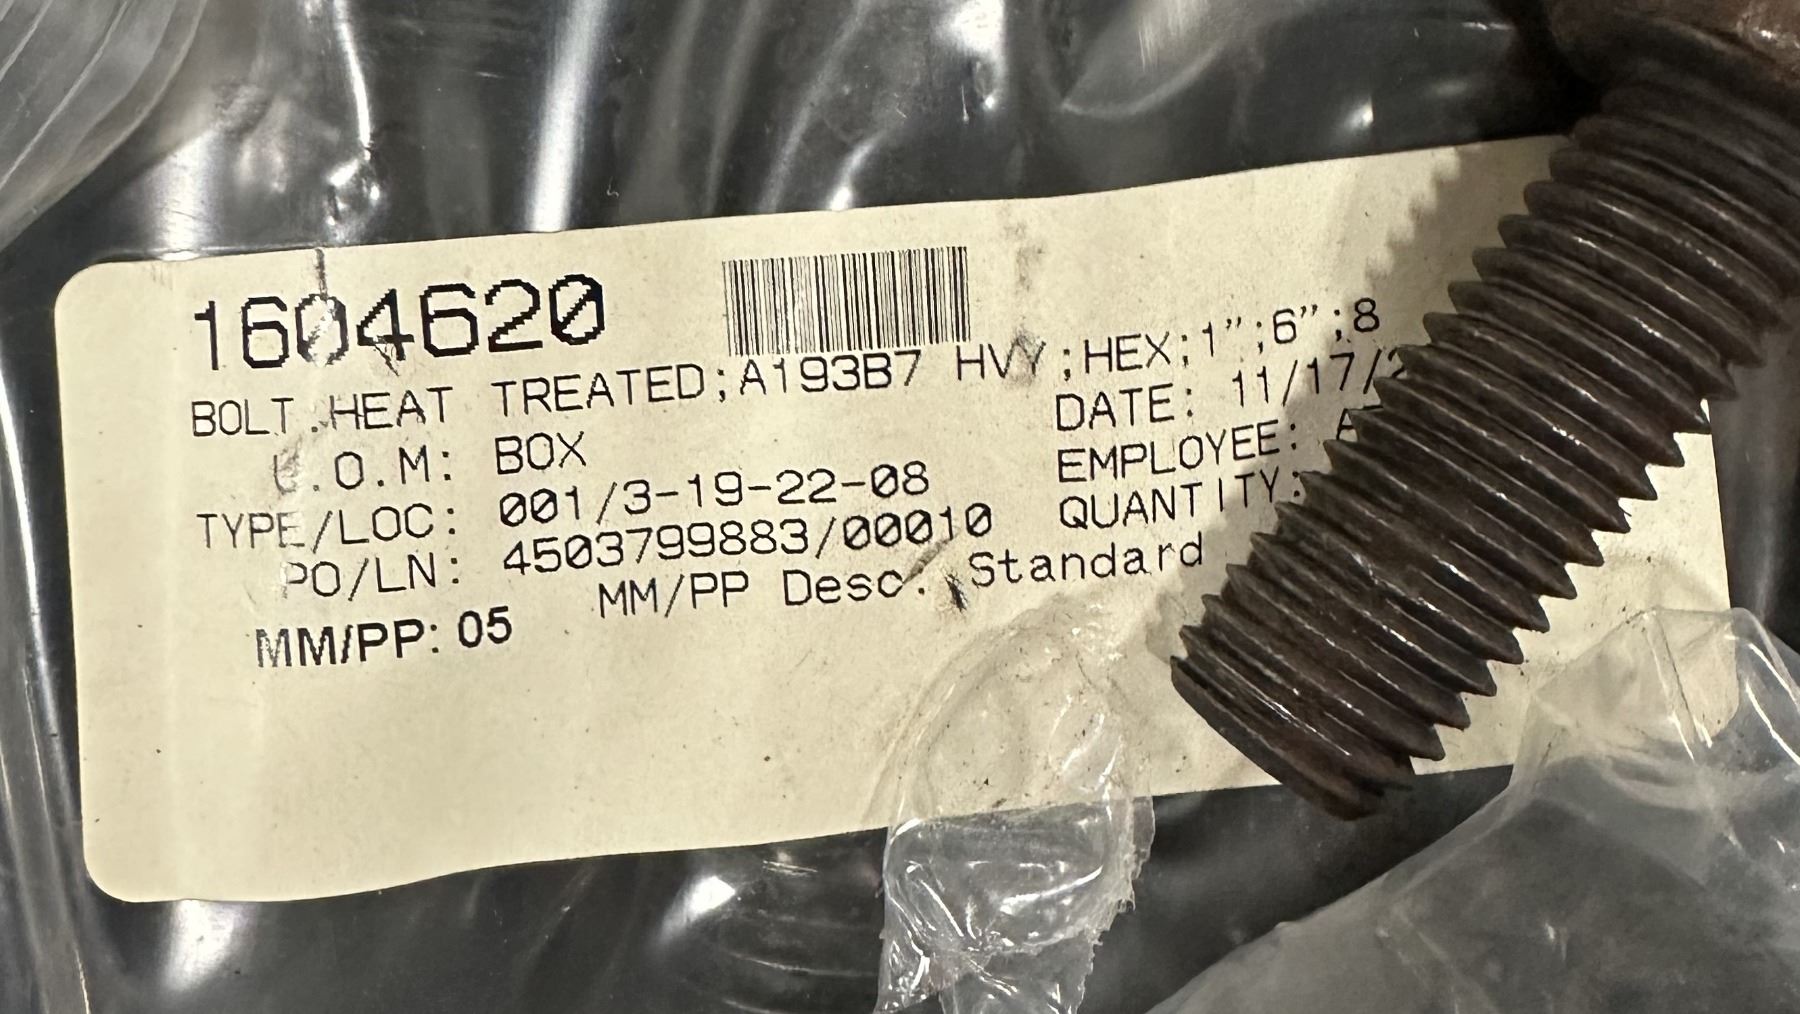 1604620
BOLT,HEAT TREATED;A193B7 HVY;HEX;1";6";8
U.O.M: BOX
DATE: 11/17/
TYPE/LOC: 001/3-19-22-08
EMPLOYEE:
PO/LN: 4503799883/00010
QUANTITY:
MM/PP: 05
MM/PP Desc: Standard